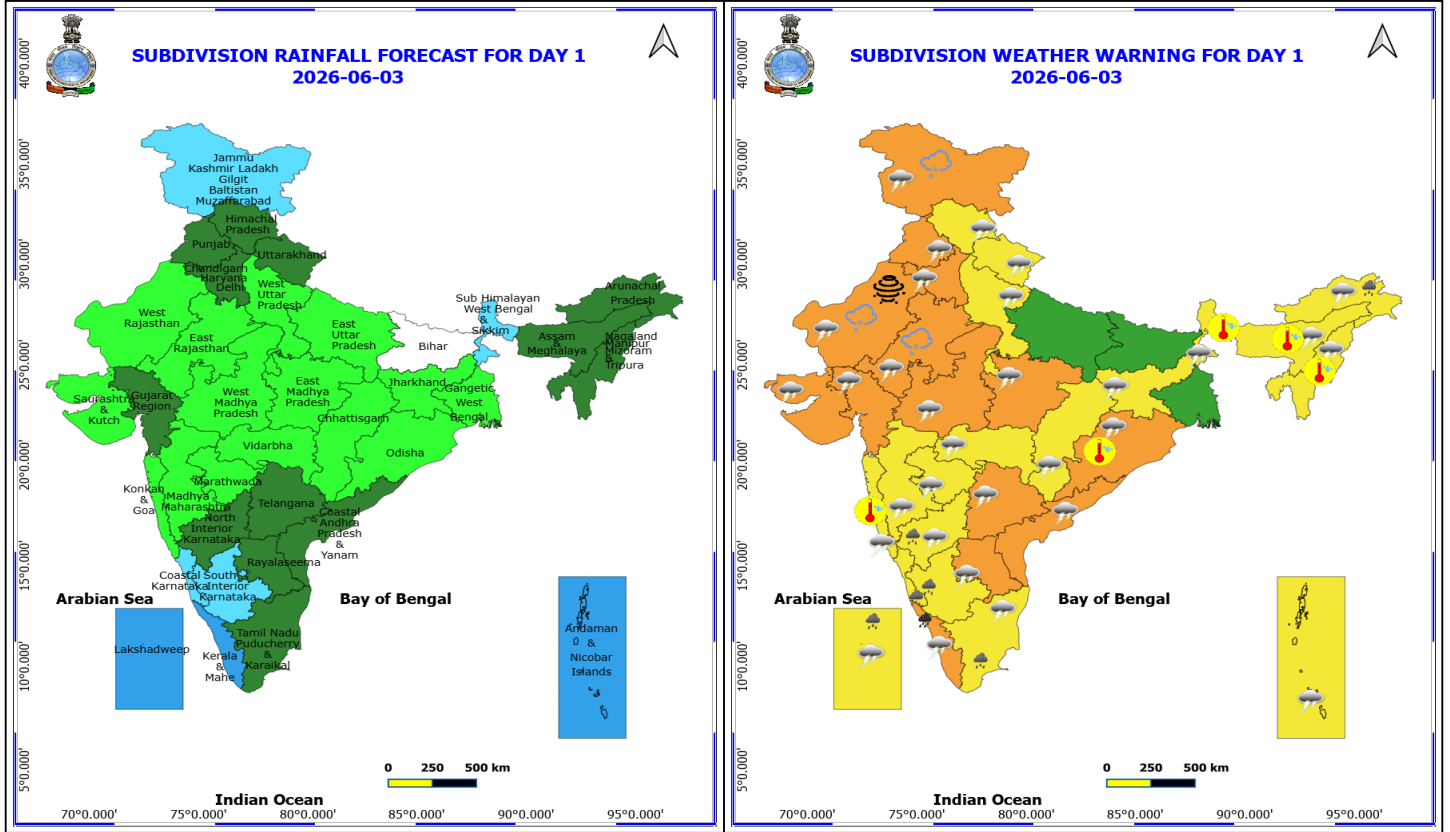 SUBDIVISION RAINFALL FORECAST FOR DAY 1
2026-06-03
40°0.000'
35°0.000'
30°0.000'
25°0.000'
20°0.000'
15°0.000'
10°0.000'
5°0.000'
Jammu
Kashmir Ladakh
Gilgit
Baltistan
Muzaffarabad
Himachal
Pradesh
Punjab
Uttarakhand
Chandigarh
Haryana
Delhi
West
Uttar
Pradesh
West
Rajasthan
East
Rajasthan
East
Uttar
Pradesh
Bihar
Sub Himalayan
West Bengal
&
Sikkim
Arunachal
Pradesh
Assam
&
Meghalaya
Nagaland
Manipur
Mizoram
&
Tripura
Saurashtra
&
Kutch
Gujarat
Region
West
Madhya
Pradesh
East
Madhya
Pradesh
Jharkhand
Gangetic
West
Bengal
Chhattisgarh
Vidarbha
Odisha
Konkan
&
Goa
Madhya
Maharashtra
Marathwada
Telangana
North
Interior
Karnataka
Coastal
Andhra
Pradesh
&
Yanam
Rayalaseema
Coastal
Karnataka
South
Interior
Karnataka
Tamil Nadu
Puducherry
&
Karaikal
Kerala
&
Mahe
Lakshadweep
Andaman
&
Nicobar
Islands
Arabian Sea
Bay of Bengal
0 250 500 km
Indian Ocean
70°0.000' 75°0.000' 80°0.000' 85°0.000' 90°0.000' 95°0.000'
SUBDIVISION WEATHER WARNING FOR DAY 1
2026-06-03
40°0.000'
35°0.000'
30°0.000'
25°0.000'
20°0.000'
15°0.000'
10°0.000'
5°0.000'
Arabian Sea
Bay of Bengal
0 250 500 km
Indian Ocean
70°0.000' 75°0.000' 80°0.000' 85°0.000' 90°0.000' 95°0.000'